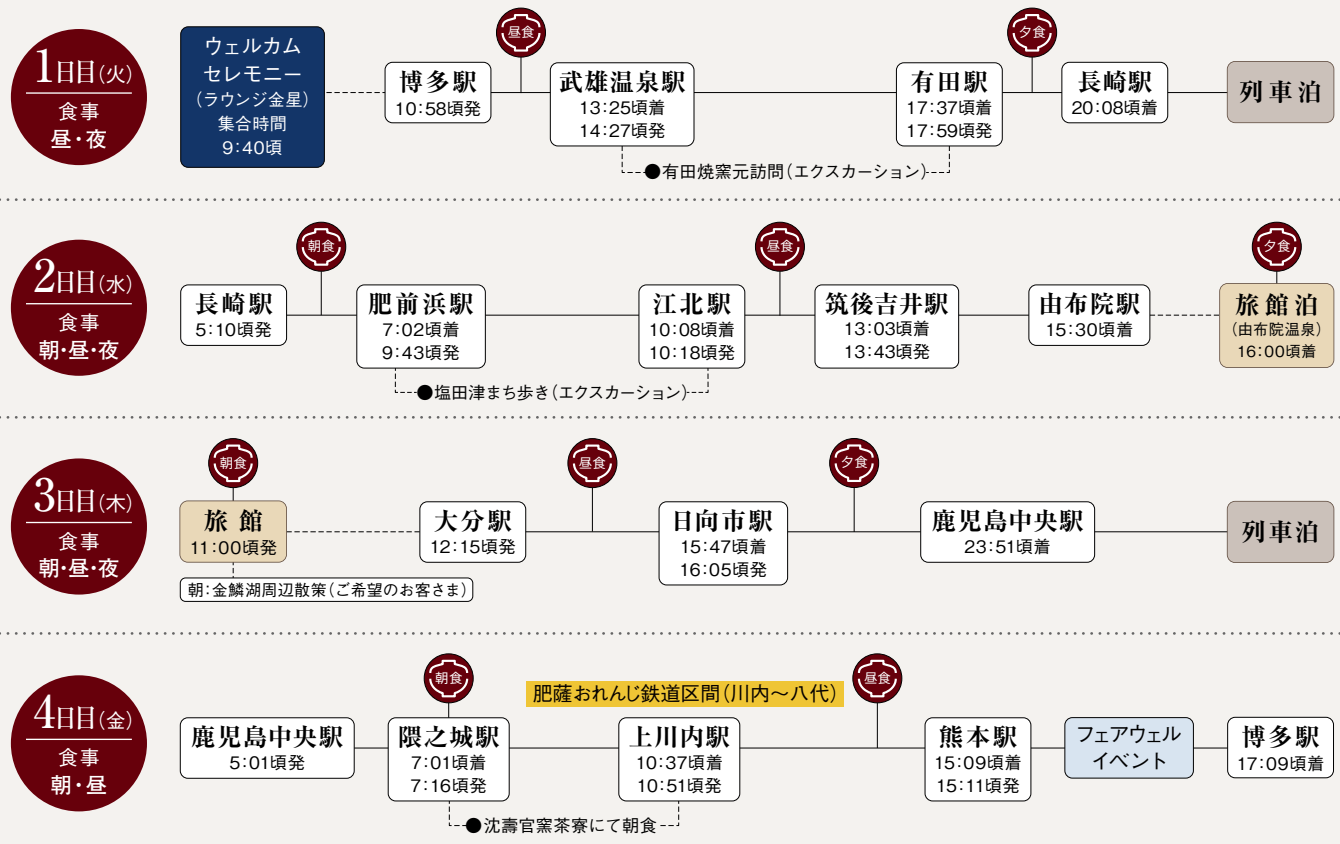 1日目(火)
食事
昼・夜
ウェルカム
セレモニー
(ラウンジ金星)
集合時間
9:40頃
博多駅
10:58頃発
昼食
武雄温泉駅
13:25頃着
14:27頃発
有田駅
17:37頃着
17:59頃発
夕食
長崎駅
20:08頃着
列車泊
●有田焼窯元訪問(エクスカーション)
2日目(水)
食事
朝・昼・夜
長崎駅
5:10頃発
朝食
肥前浜駅
7:02頃着
9:43頃発
江北駅
10:08頃着
10:18頃発
昼食
筑後吉井駅
13:03頃着
13:43頃発
由布院駅
15:30頃着
夕食
旅館泊
(由布院温泉)
16:00頃着
●塩田津まち歩き(エクスカーション)
3日目(木)
食事
朝・昼・夜
朝食
旅館
11:00頃発
朝:金鱗湖周辺散策(ご希望のお客さま)
大分駅
12:15頃発
昼食
日向市駅
15:47頃着
16:05頃発
夕食
鹿児島中央駅
23:51頃着
列車泊
4日目(金)
食事
朝・昼
鹿児島中央駅
5:01頃発
朝食
隈之城駅
7:01頃着
7:16頃発
肥薩おれんじ鉄道区間(川内〜八代)
上川内駅
10:37頃着
10:51頃発
昼食
熊本駅
15:09頃着
15:11頃発
フェアウェル
イベント
博多駅
17:09頃着
●沈壽官窯茶寮にて朝食